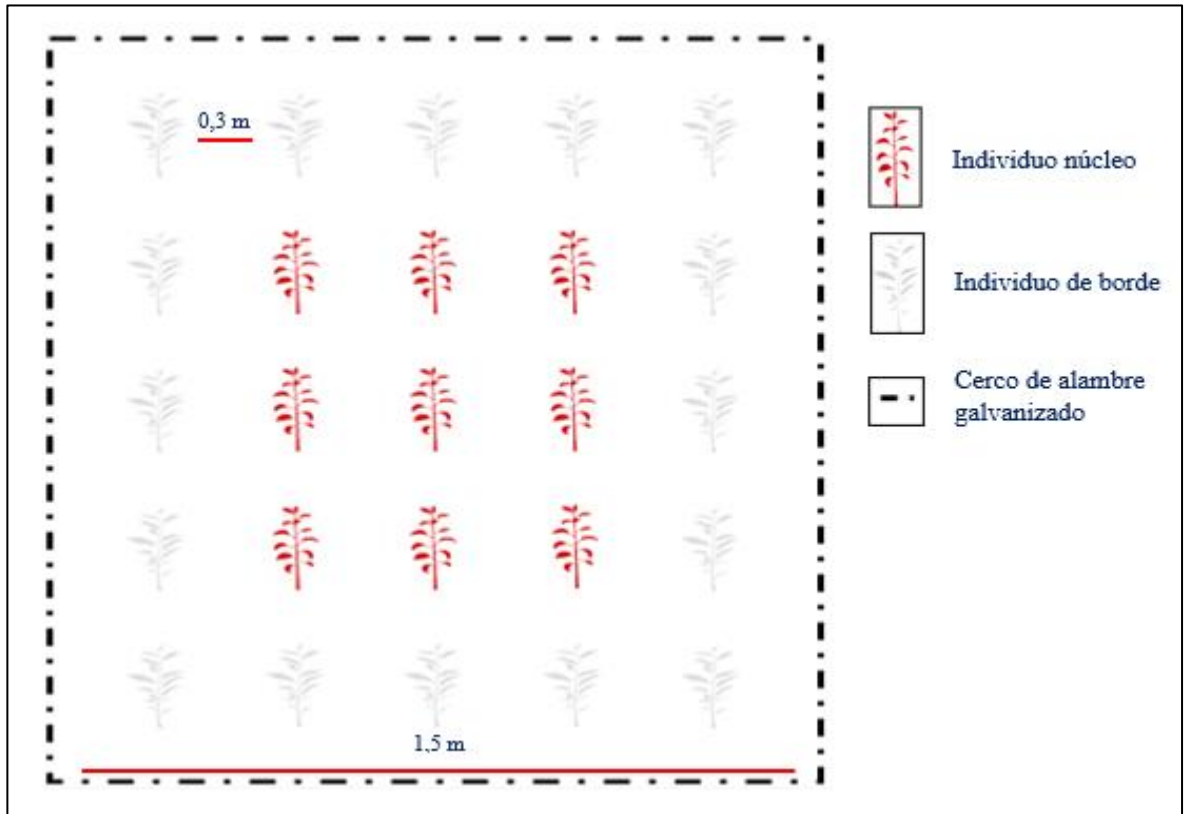 0,3 m
1,5 m
Individuo núcleo
Individuo de borde
Cerco de alambre
galvanizado